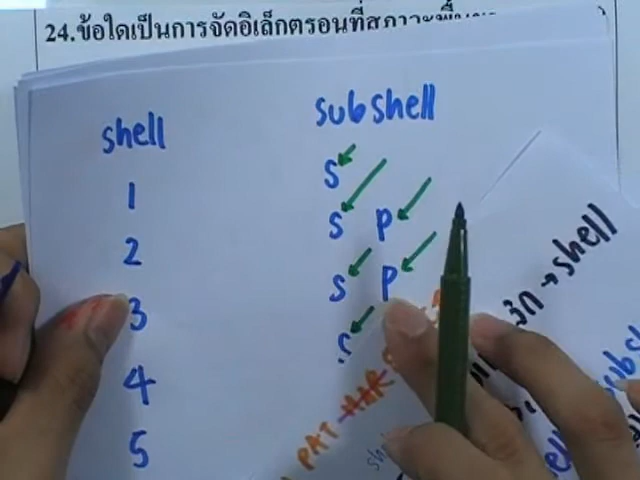 24.ข้อใดเป็นการจัดอิเล็กตรอนที่สภาวะพื้น
shell subshell
1 s
2 s p
3 s p
4 s
5
→ shell
PAT